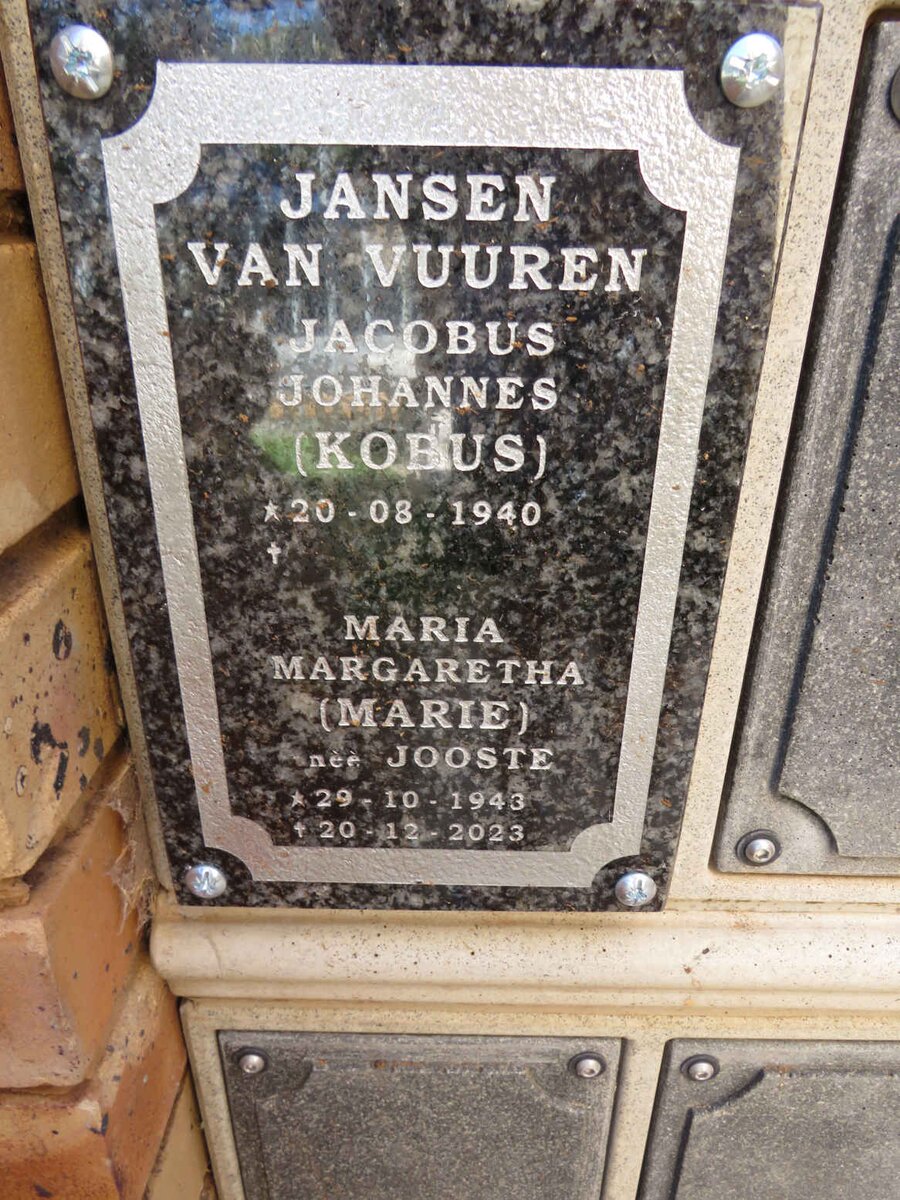 JANSEN
VAN VUUREN
JACOBUS
JOHANNES
(KOBUS)
★ 20 - 08 - 1940
✝
MARIA
MARGARETHA
(MARIE)
nëè JOOSTE
★ 29 - 10 - 1943
✝ 20 - 12 - 2023